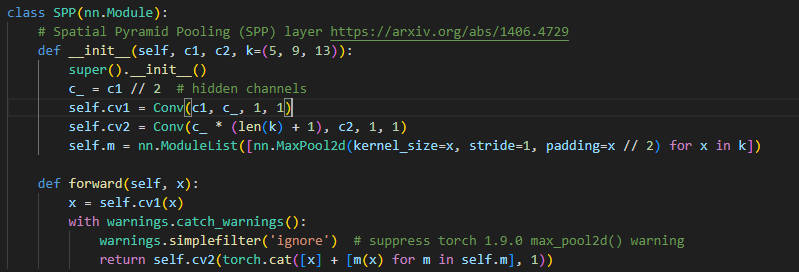 class SPP(nn.Module):
    # Spatial Pyramid Pooling (SPP) layer https://arxiv.org/abs/1406.4729
    def __init__(self, c1, c2, k=(5, 9, 13)):
        super().__init__()
        c_ = c1 // 2  # hidden channels
        self.cv1 = Conv(c1, c_, 1, 1)
        self.cv2 = Conv(c_ * (len(k) + 1), c2, 1, 1)
        self.m = nn.ModuleList([nn.MaxPool2d(kernel_size=x, stride=1, padding=x // 2) for x in k])

    def forward(self, x):
        x = self.cv1(x)
        with warnings.catch_warnings():
            warnings.simplefilter('ignore')  # suppress torch 1.9.0 max_pool2d() warning
            return self.cv2(torch.cat([x] + [m(x) for m in self.m], 1))